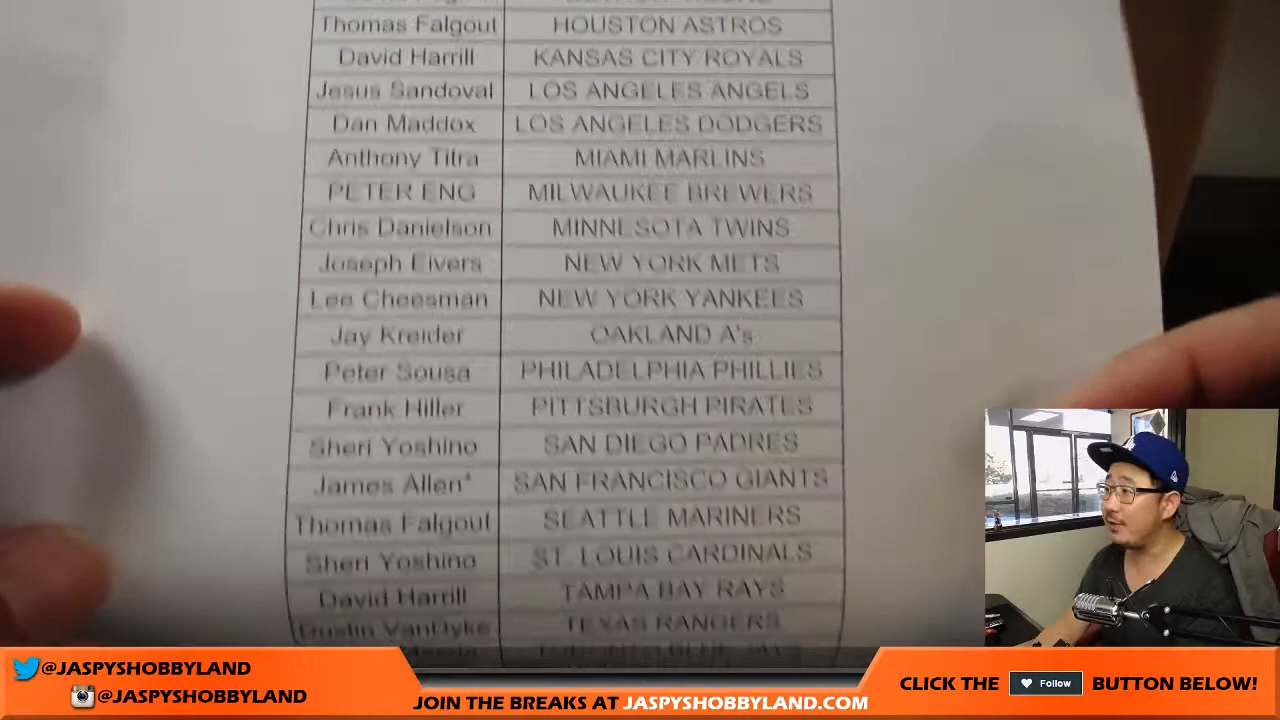 Thomas Falgout HOUSTON ASTROS
David Harrill KANSAS CITY ROYALS
Jesus Sandoval LOS ANGELES ANGELS
Dan Maddox LOS ANGELES DODGERS
Anthony Titra MIAMI MARLINS
PETER ENG MILWAUKEE BREWERS
Chris Danielson MINNESOTA TWINS
Joseph Eivers NEW YORK METS
Lee Cheesman NEW YORK YANKEES
Jay Kreider OAKLAND A's
Peter Sousa PHILADELPHIA PHILLIES
Frank Hiller PITTSBURGH PIRATES
Sheri Yoshino SAN DIEGO PADRES
James Allen* SAN FRANCISCO GIANTS
Thomas Falgout SEATTLE MARINERS
Sheri Yoshino ST. LOUIS CARDINALS
David Harrill TAMPA BAY RAYS
Dustin VanDyke TEXAS RANGERS
@JASPYSHOBBYLAND
@JASPYSHOBBYLAND
JOIN THE BREAKS AT JASPYSHOBBYLAND.COM
CLICK THE Follow BUTTON BELOW!